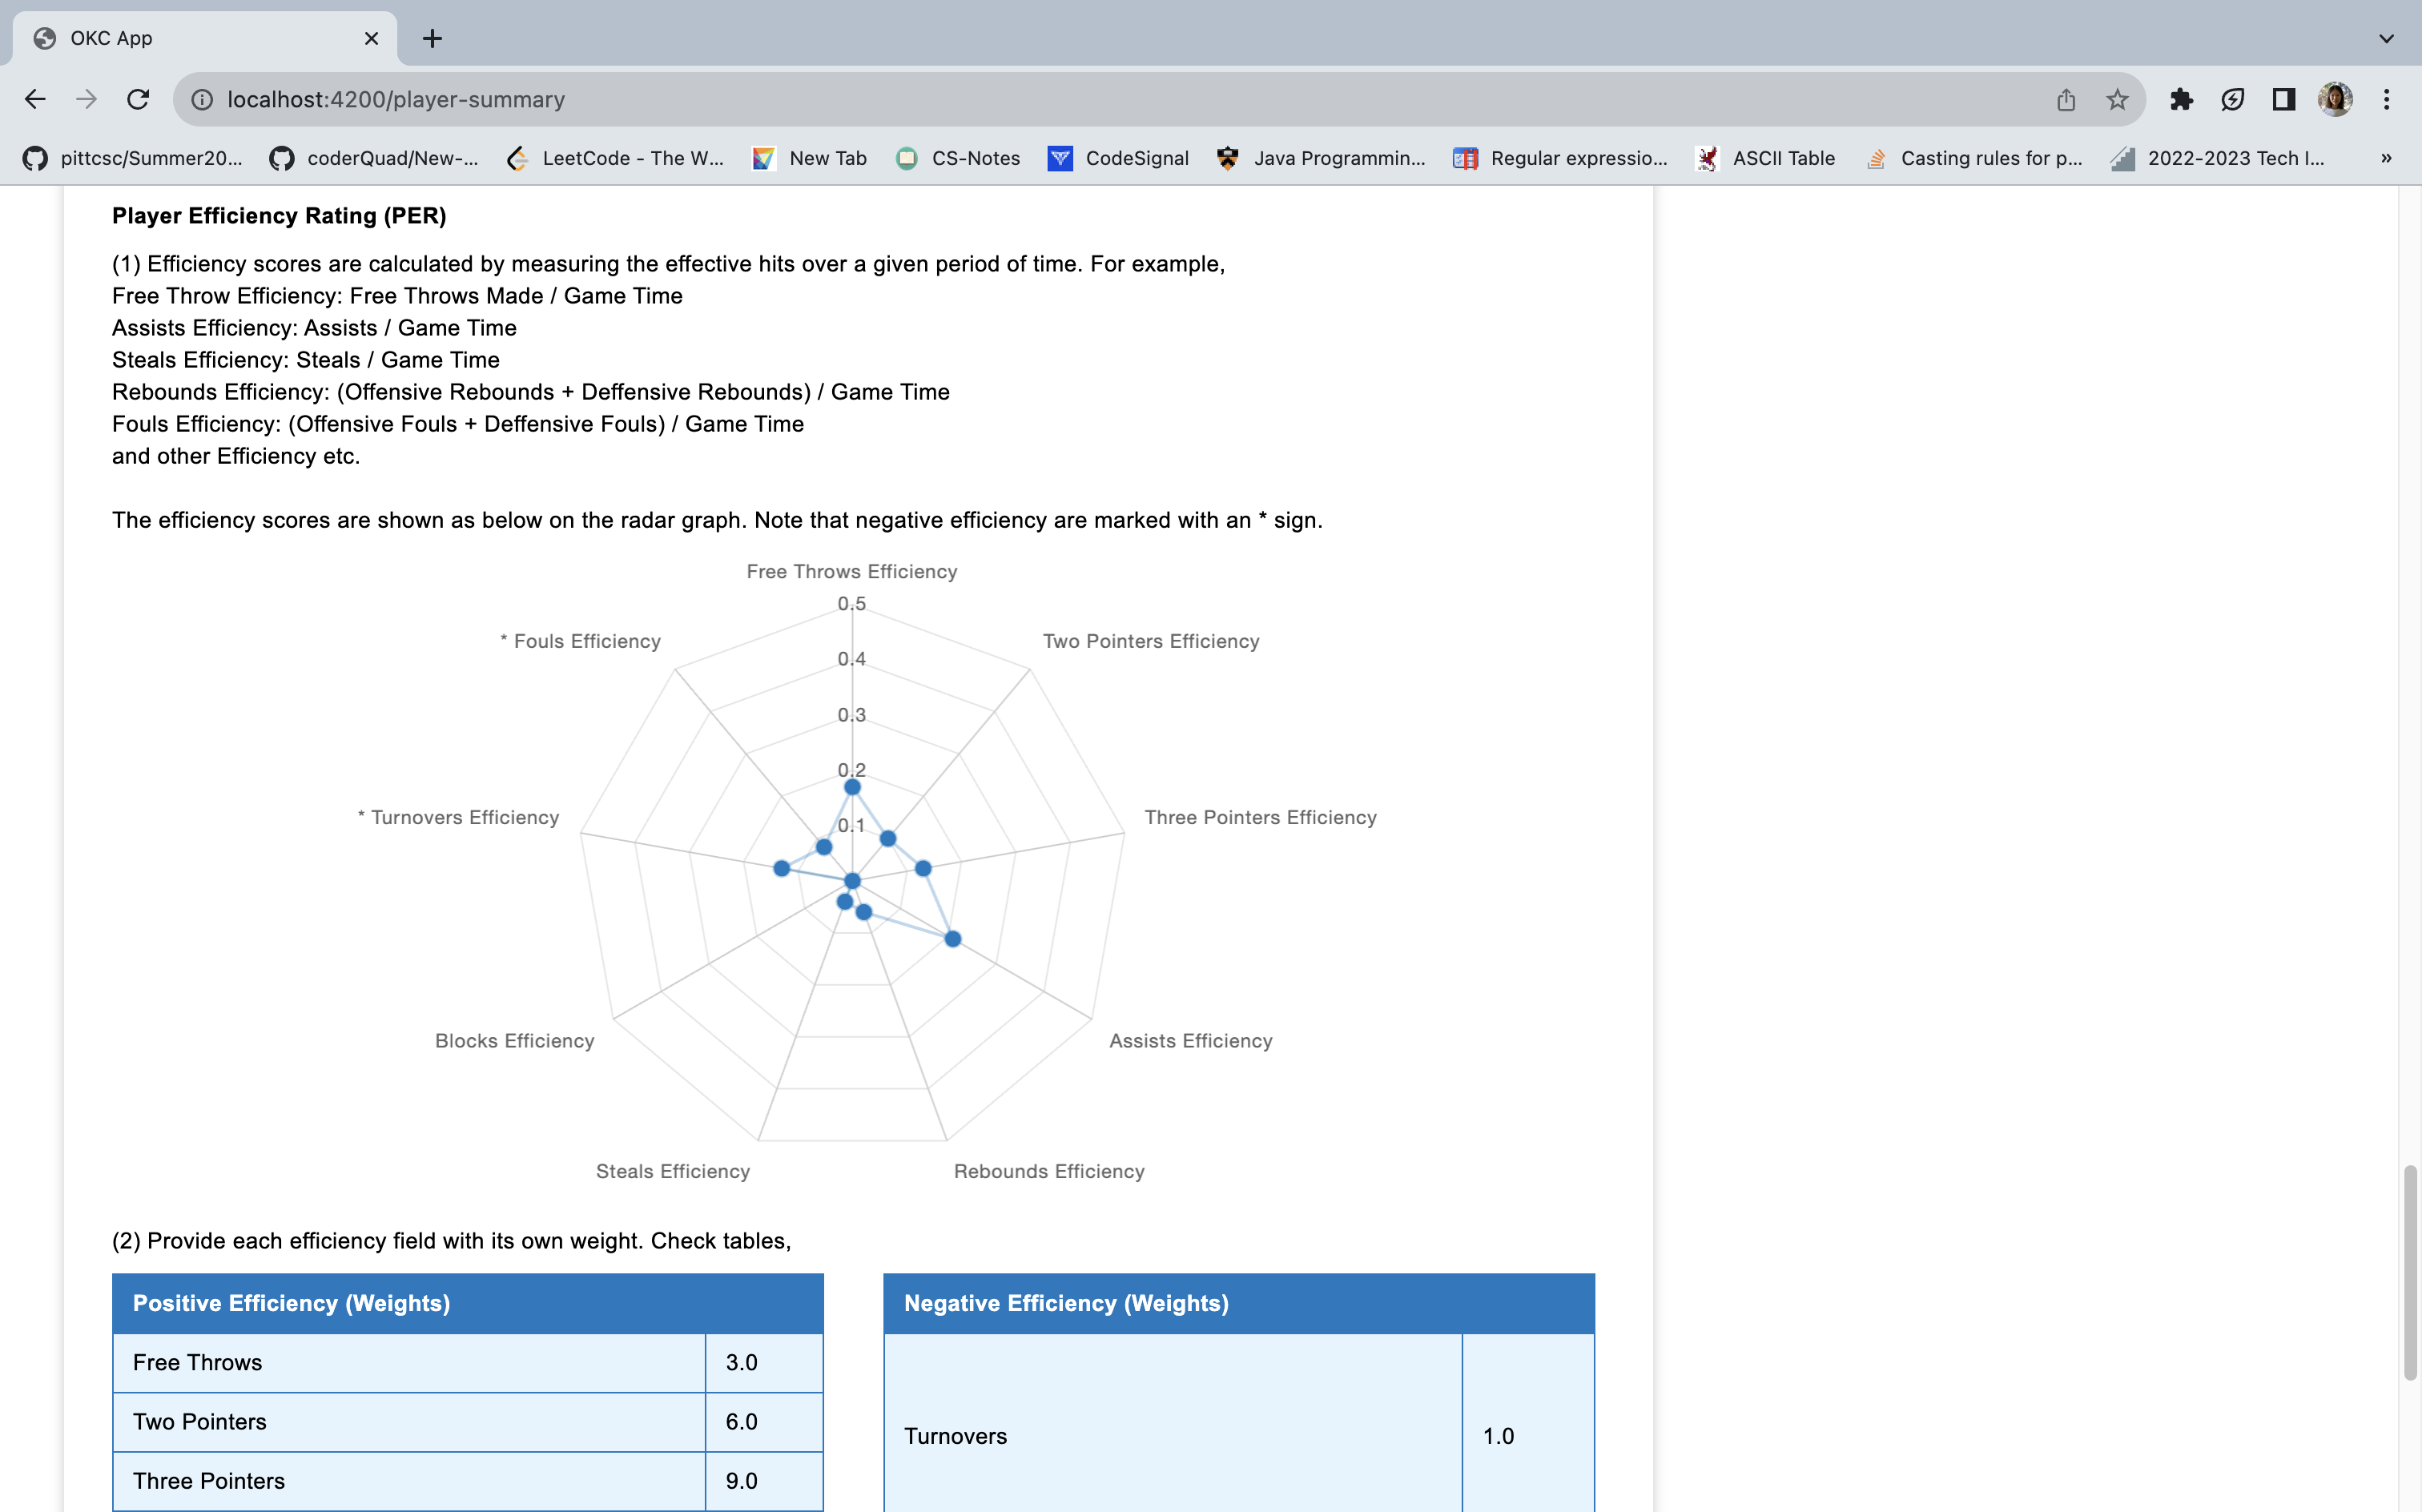 OKC App
localhost:4200/player-summary
pittcsc/Summer20...
coderQuad/New-...
LeetCode - The W...
New Tab
CS-Notes
CodeSignal
Java Programmin...
Regular expressio...
ASCII Table
Casting rules for p...
2022-2023 Tech I...
»
Player Efficiency Rating (PER)
(1) Efficiency scores are calculated by measuring the effective hits over a given period of time. For example,
Free Throw Efficiency: Free Throws Made / Game Time
Assists Efficiency: Assists / Game Time
Steals Efficiency: Steals / Game Time
Rebounds Efficiency: (Offensive Rebounds + Deffensive Rebounds) / Game Time
Fouls Efficiency: (Offensive Fouls + Deffensive Fouls) / Game Time
and other Efficiency etc.
The efficiency scores are shown as below on the radar graph. Note that negative efficiency are marked with an * sign.
Free Throws Efficiency
0.5
* Fouls Efficiency
Two Pointers Efficiency
0.4
0.3
0.2
* Turnovers Efficiency
Three Pointers Efficiency
0.1
Blocks Efficiency
Assists Efficiency
Steals Efficiency
Rebounds Efficiency
(2) Provide each efficiency field with its own weight. Check tables,
Positive Efficiency (Weights)
Free Throws 3.0
Two Pointers 6.0
Three Pointers 9.0
Negative Efficiency (Weights)
Turnovers 1.0